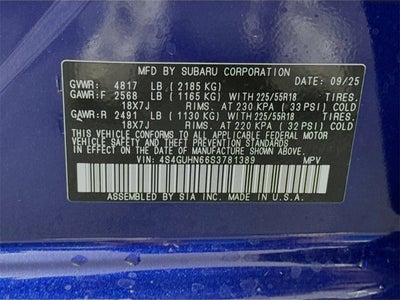 MFD BY SUBARU CORPORATION DATE: 09/25
GVWR: 4817 LB ( 2185 KG)
GAWR:F 2568 LB ( 1165 KG) WITH 225/55R18 TIRES.
18X7J RIMS. AT 230 KPA ( 33 PSI) COLD
GAWR:R 2491 LB ( 1130 KG) WITH 225/55R18 TIRES.
18X7J RIMS. AT 220 KPA ( 32 PSI) COLD
THIS VEHICLE CONFORMS TO ALL APPLICABLE
FEDERAL MOTOR VEHICLE
SAFETY BUMPER AND THEFT PREVENTION
STANDARDS IN EFFECT ON THE DATE OF
MANUFACTURE SHOWN ABOVE.
VIN: 4S4GUHN66S3781389 MPV
ASSEMBLED BY SIA MADE IN U.S.A.